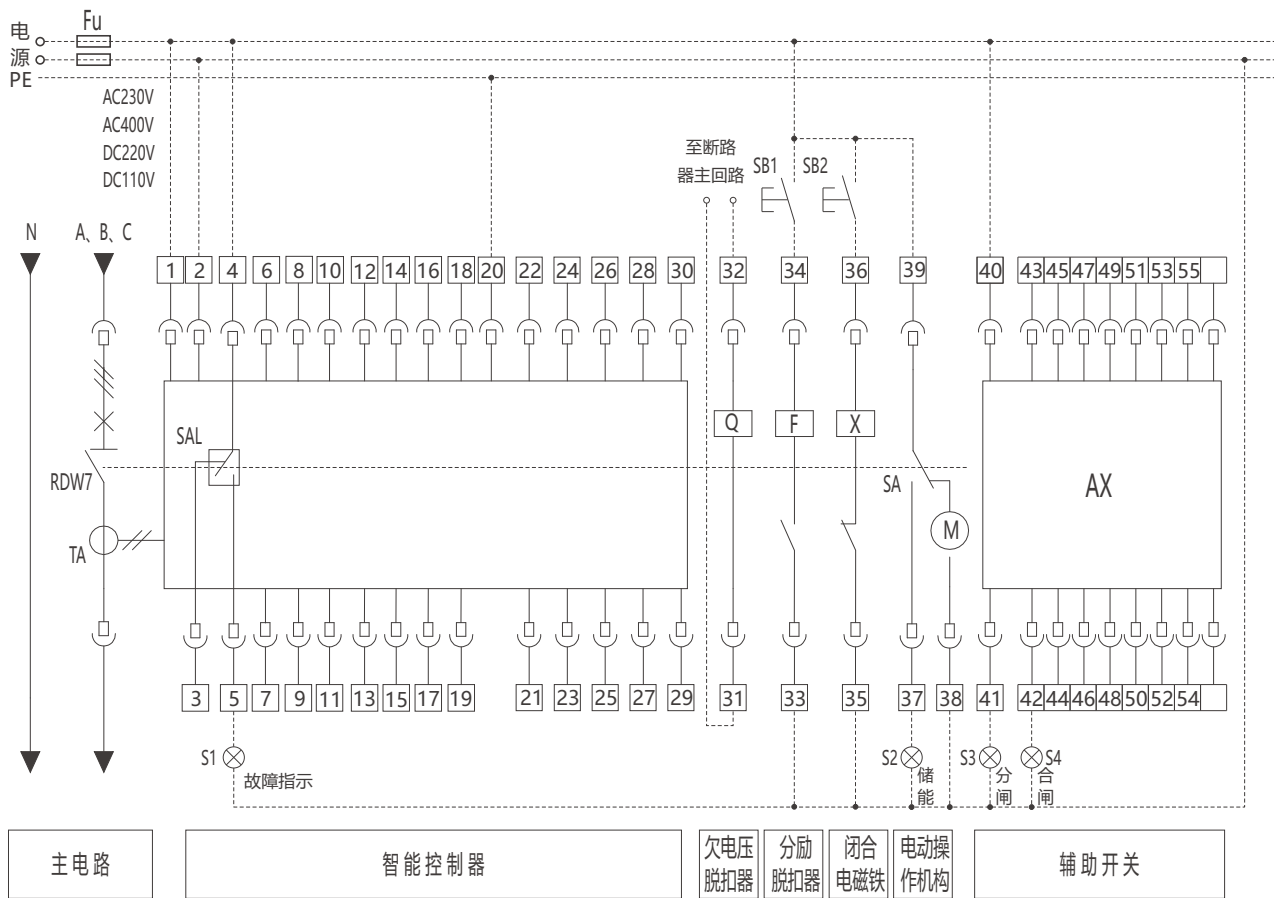 电 Fu
源
PE
AC230V
AC400V
DC220V
DC110V
至断路
器主回路
SB1 SB2
N A、B、C
1 2 4 6 8 10 12 14 16 18 20 22 24 26 28 30 32 34 36 39 40 43 45 47 49 51 53 55
Q F X
SAL
RDW7
SA
AX
M
TA
3 5 7 9 11 13 15 17 19 21 23 25 27 29 31 33 35 37 38 41 42 44 46 48 50 52 54
S1 故障指示
S2 储能
S3 分闸
S4 合闸
主电路
智能控制器
欠电压
脱扣器
分励
脱扣器
闭合
电磁铁
电动操
作机构
辅助开关